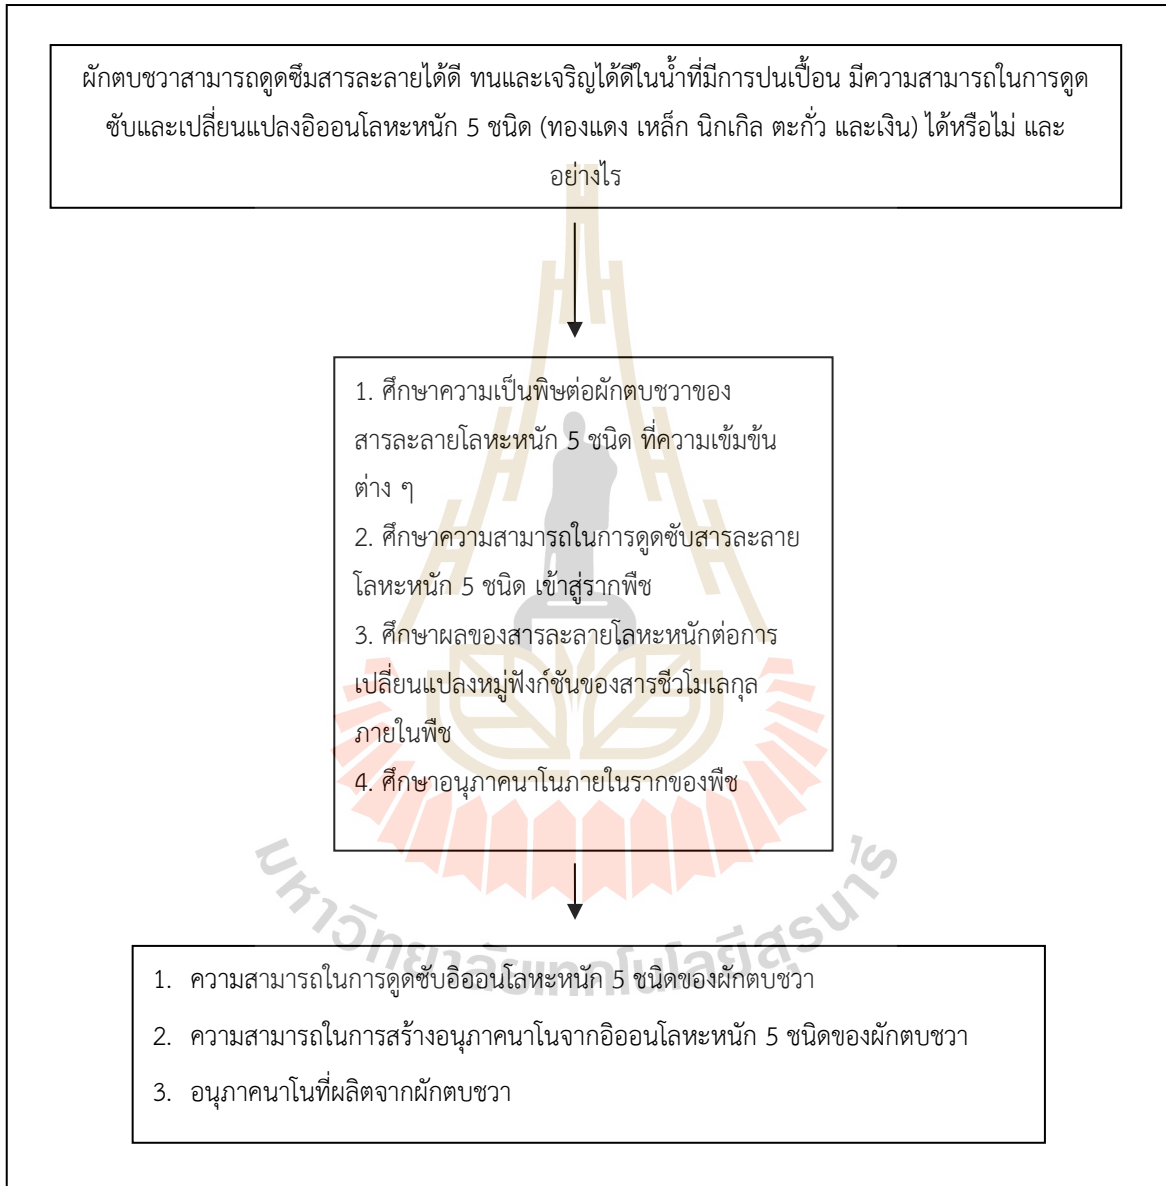 ผักตบชวาสามารถดูดซึมสารละลายได้ดี ทนและเจริญได้ดีในน้ำที่มีการปนเปื้อน มีความสามารถในการดูด
ซับและเปลี่ยนแปลงอิออนโลหะหนัก 5 ชนิด (ทองแดง เหล็ก นิกเกิล ตะกั่ว และเงิน) ได้หรือไม่ และ
อย่างไร
1. ศึกษาความเป็นพิษต่อผักตบชวาของ
สารละลายโลหะหนัก 5 ชนิด ที่ความเข้มข้น
ต่าง ๆ
2. ศึกษาความสามารถในการดูดซับสารละลาย
โลหะหนัก 5 ชนิด เข้าสู่รากพืช
3. ศึกษาผลของสารละลายโลหะหนักต่อการ
เปลี่ยนแปลงหมู่ฟังก์ชันของสารชีวโมเลกุล
ภายในพืช
4. ศึกษาอนุภาคนาโนภายในรากของพืช
มหาวิทยาลัยเทคโนโลยีสุรนารี
1. ความสามารถในการดูดซับอิออนโลหะหนัก 5 ชนิดของผักตบชวา
2. ความสามารถในการสร้างอนุภาคนาโนจากอิออนโลหะหนัก 5 ชนิดของผักตบชวา
3. อนุภาคนาโนที่ผลิตจากผักตบชวา